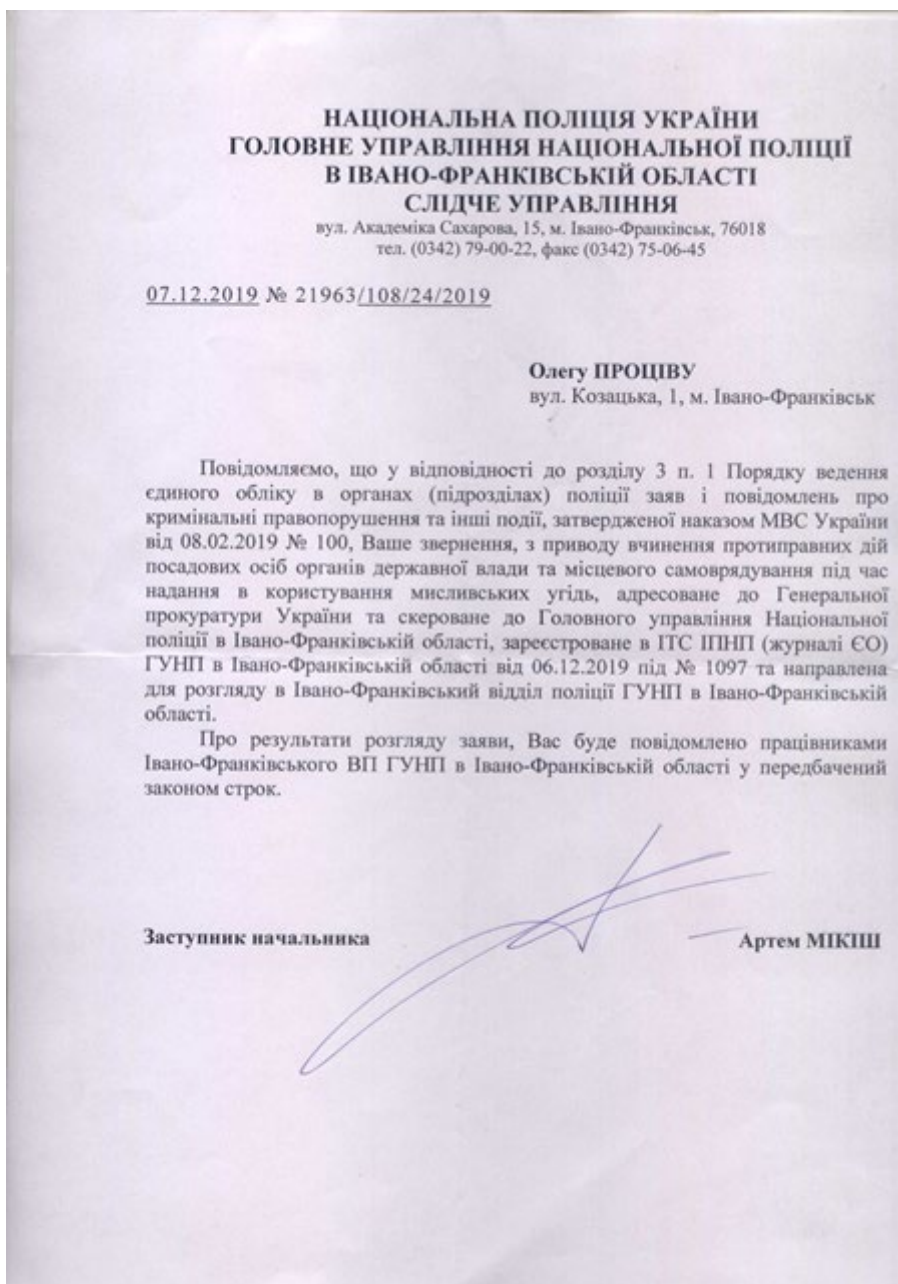 НАЦІОНАЛЬНА ПОЛІЦІЯ УКРАЇНИ
ГОЛОВНЕ УПРАВЛІННЯ НАЦІОНАЛЬНОЇ ПОЛІЦІЇ
В ІВАНО-ФРАНКІВСЬКІЙ ОБЛАСТІ
СЛІДЧЕ УПРАВЛІННЯ
вул. Академіка Сахарова, 15, м. Івано-Франківськ, 76018
тел. (0342) 79-00-22, факс (0342) 75-06-45
07.12.2019 № 21963/108/24/2019
Олегу ПРОЦІВУ
вул. Козацька, 1, м. Івано-Франківськ
Повідомляємо, що у відповідності до розділу 3 п. 1 Порядку ведення
єдиного обліку в органах (підрозділах) поліції заяв і повідомлень про
кримінальні правопорушення та інші події, затвердженої наказом МВС України
від 08.02.2019 № 100, Ваше звернення, з приводу вчинення протиправних дій
посадових осіб органів державної влади та місцевого самоврядування під час
надання в користування мисливських угідь, адресоване до Генеральної
прокуратури України та скероване до Головного управління Національної
поліції в Івано-Франківській області, зареєстроване в ІТС ІПНП (журналі ЄО)
ГУНП в Івано-Франківській області від 06.12.2019 під № 1097 та направлена
для розгляду в Івано-Франківський відділ поліції ГУНП в Івано-Франківській
області.
Про результати розгляду заяви, Вас буде повідомлено працівниками
Івано-Франківського ВП ГУНП в Івано-Франківській області у передбачений
законом строк.
Заступник начальника Артем МІКІШ